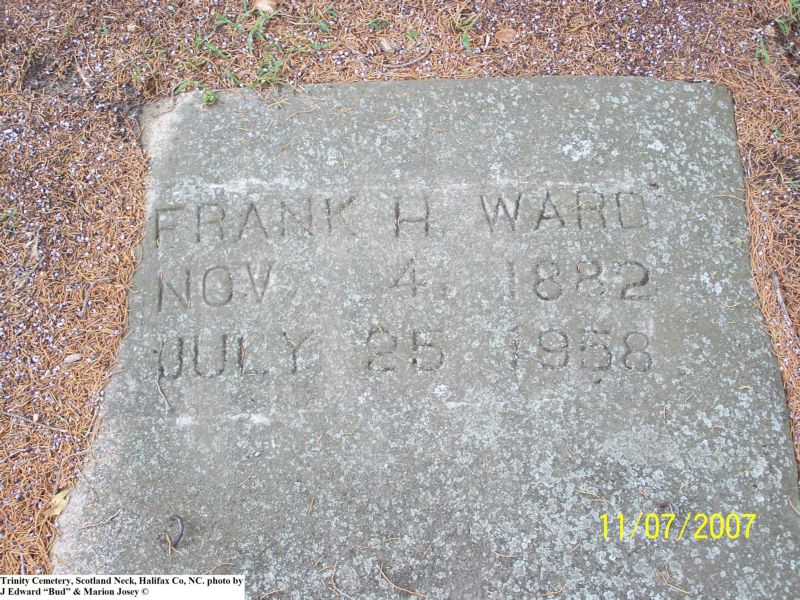 FRANK H. WARD
NOV. 4, 1882
JULY 25 1958
11/07/2007
Trinity Cemetery, Scotland Neck, Halifax Co, NC. photo by
J Edward “Bud” & Marion Josey ©